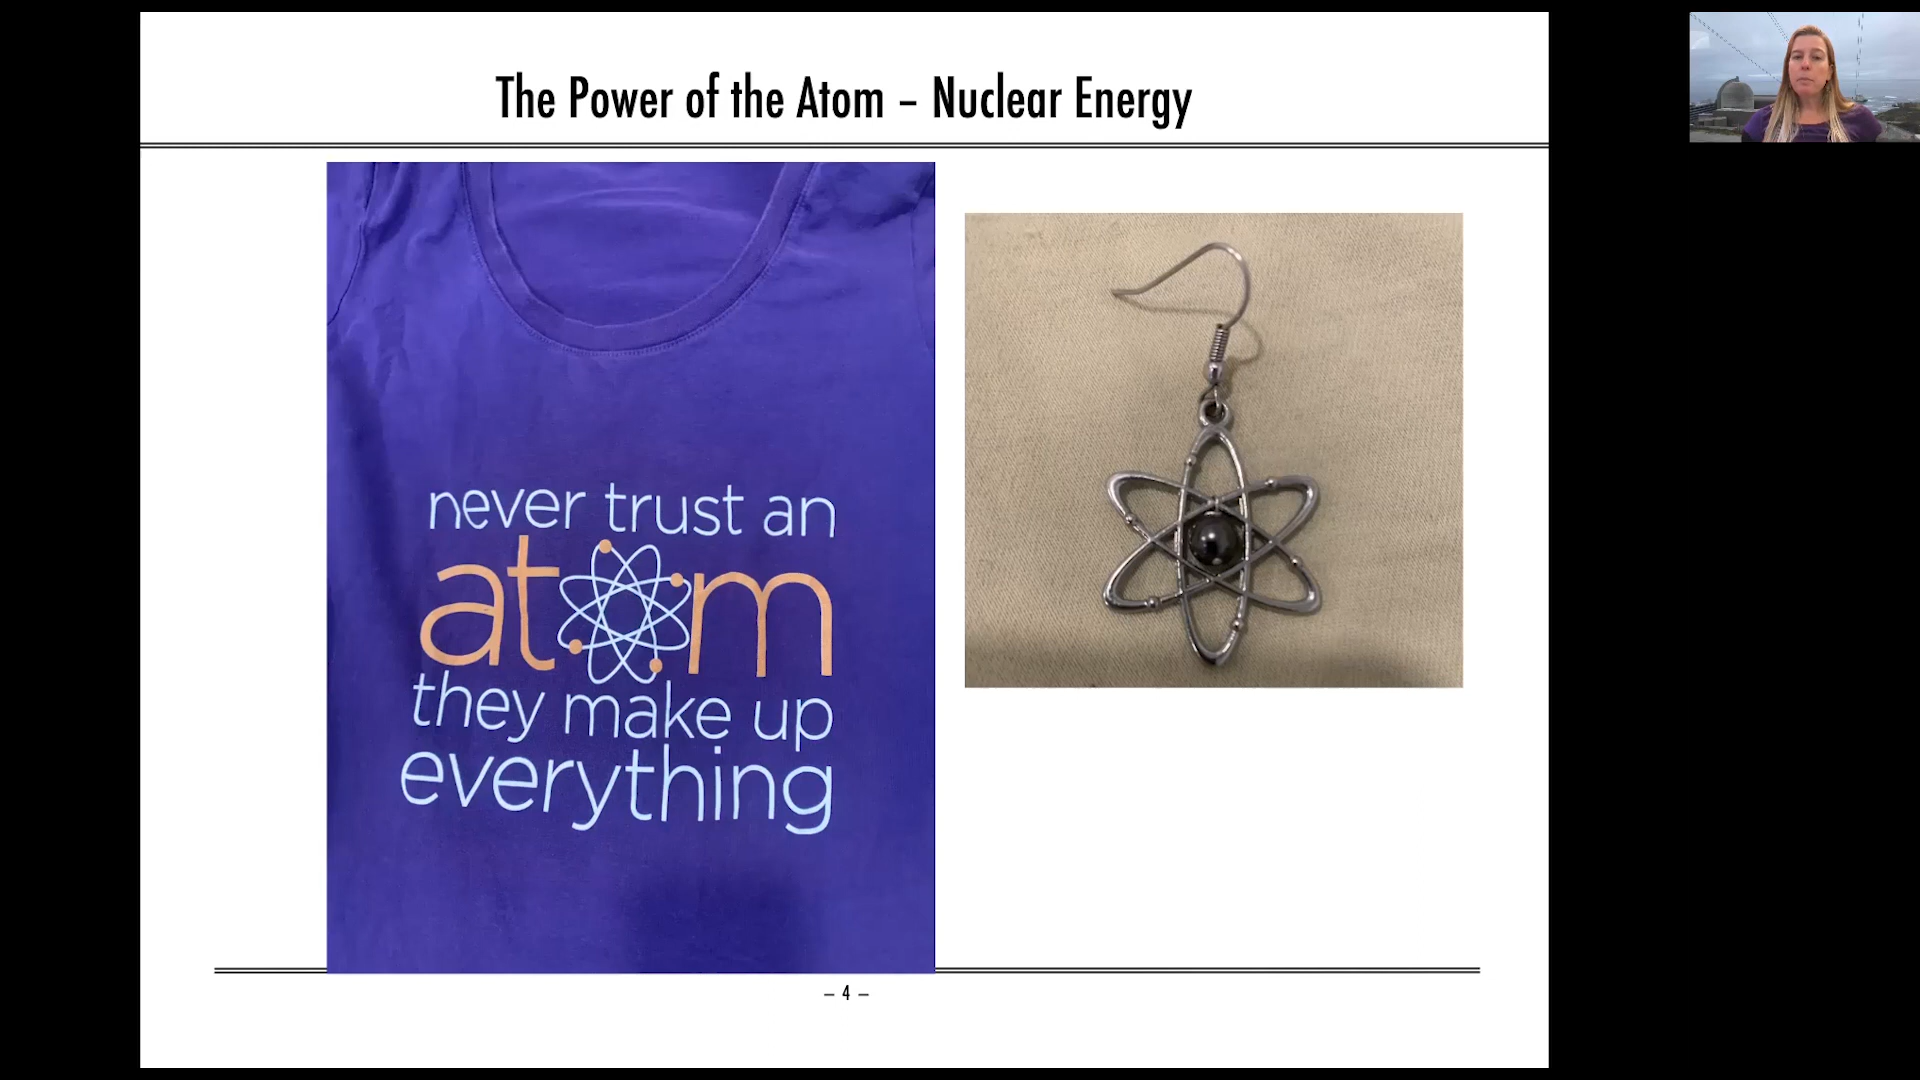 The Power of the Atom – Nuclear Energy
never trust an
atom
they make up
everything
– 4 –